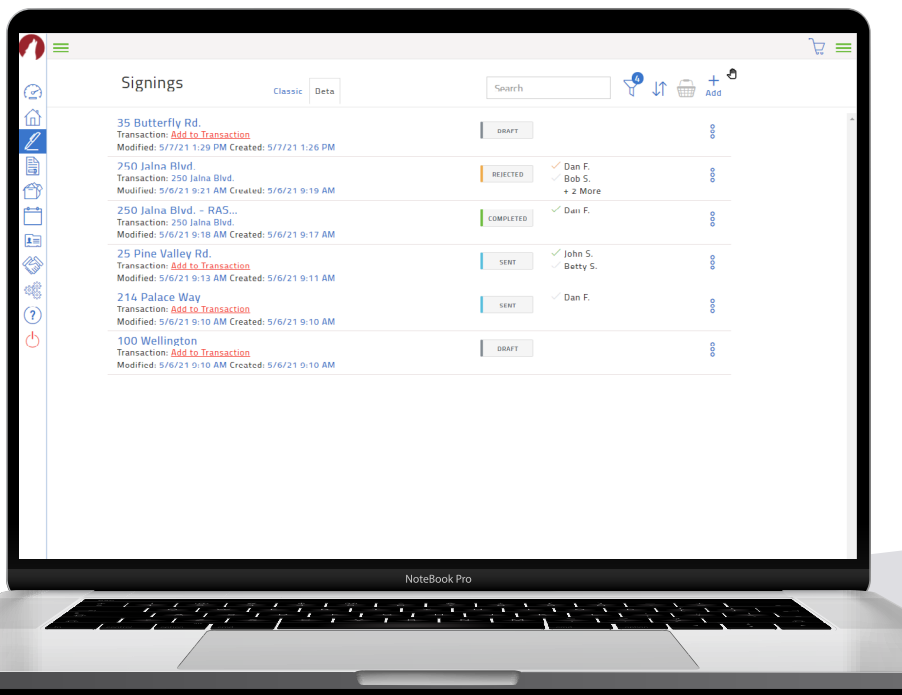 Signings
Classic
Beta
Search
4
Add
35 Butterfly Rd.
Transaction: Add to Transaction
Modified: 5/7/21 1:29 PM Created: 5/7/21 1:26 PM
DRAFT
250 Jalna Blvd.
Transaction: 250 Jalna Blvd.
Modified: 5/6/21 9:21 AM Created: 5/6/21 9:19 AM
REJECTED
Dan F.
Bob S.
+ 2 More
250 Jalna Blvd. - RAS...
Transaction: 250 Jalna Blvd.
Modified: 5/6/21 9:18 AM Created: 5/6/21 9:17 AM
COMPLETED
Dan F.
25 Pine Valley Rd.
Transaction: Add to Transaction
Modified: 5/6/21 9:13 AM Created: 5/6/21 9:11 AM
SENT
John S.
Betty S.
214 Palace Way
Transaction: Add to Transaction
Modified: 5/6/21 9:10 AM Created: 5/6/21 9:10 AM
SENT
Dan F.
100 Wellington
Transaction: Add to Transaction
Modified: 5/6/21 9:10 AM Created: 5/6/21 9:10 AM
DRAFT
?
NoteBook Pro